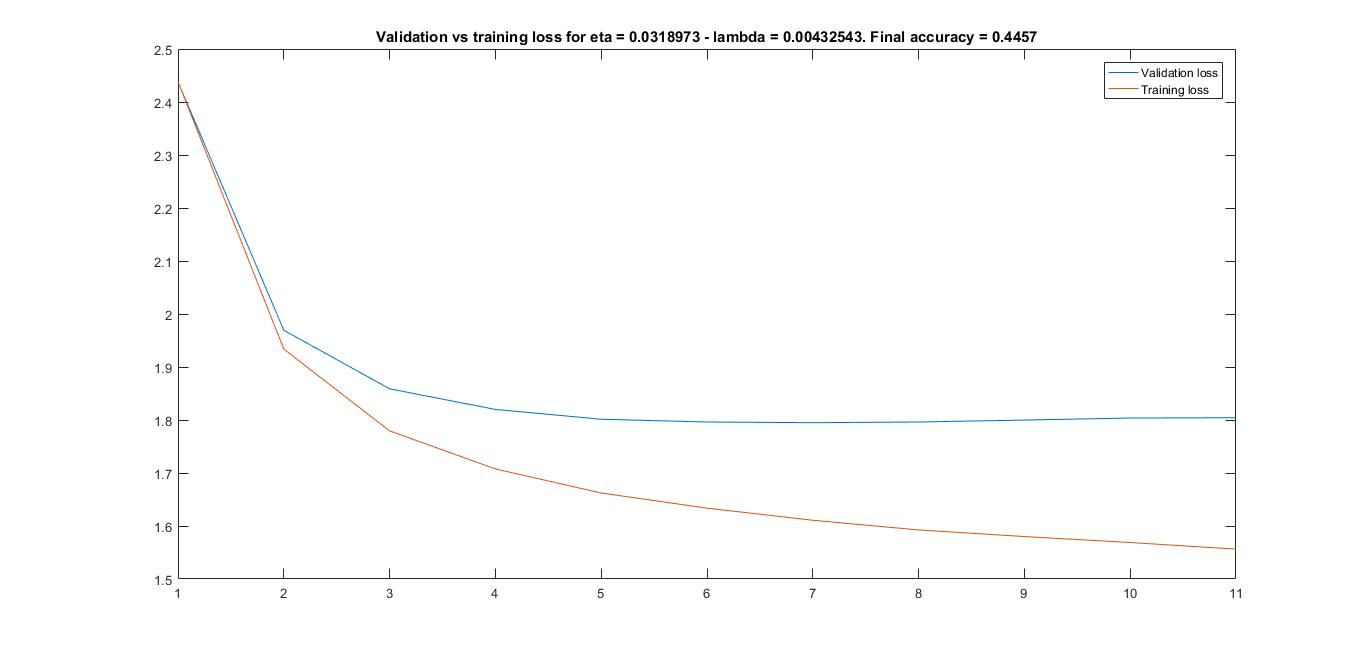 Validation vs training loss for eta = 0.0318973 - lambda = 0.00432543. Final accuracy = 0.4457
2.5
Validation loss
Training loss
2.4
2.3
2.2
2.1
2
1.9
1.8
1.7
1.6
1.5
1 2 3 4 5 6 7 8 9 10 11